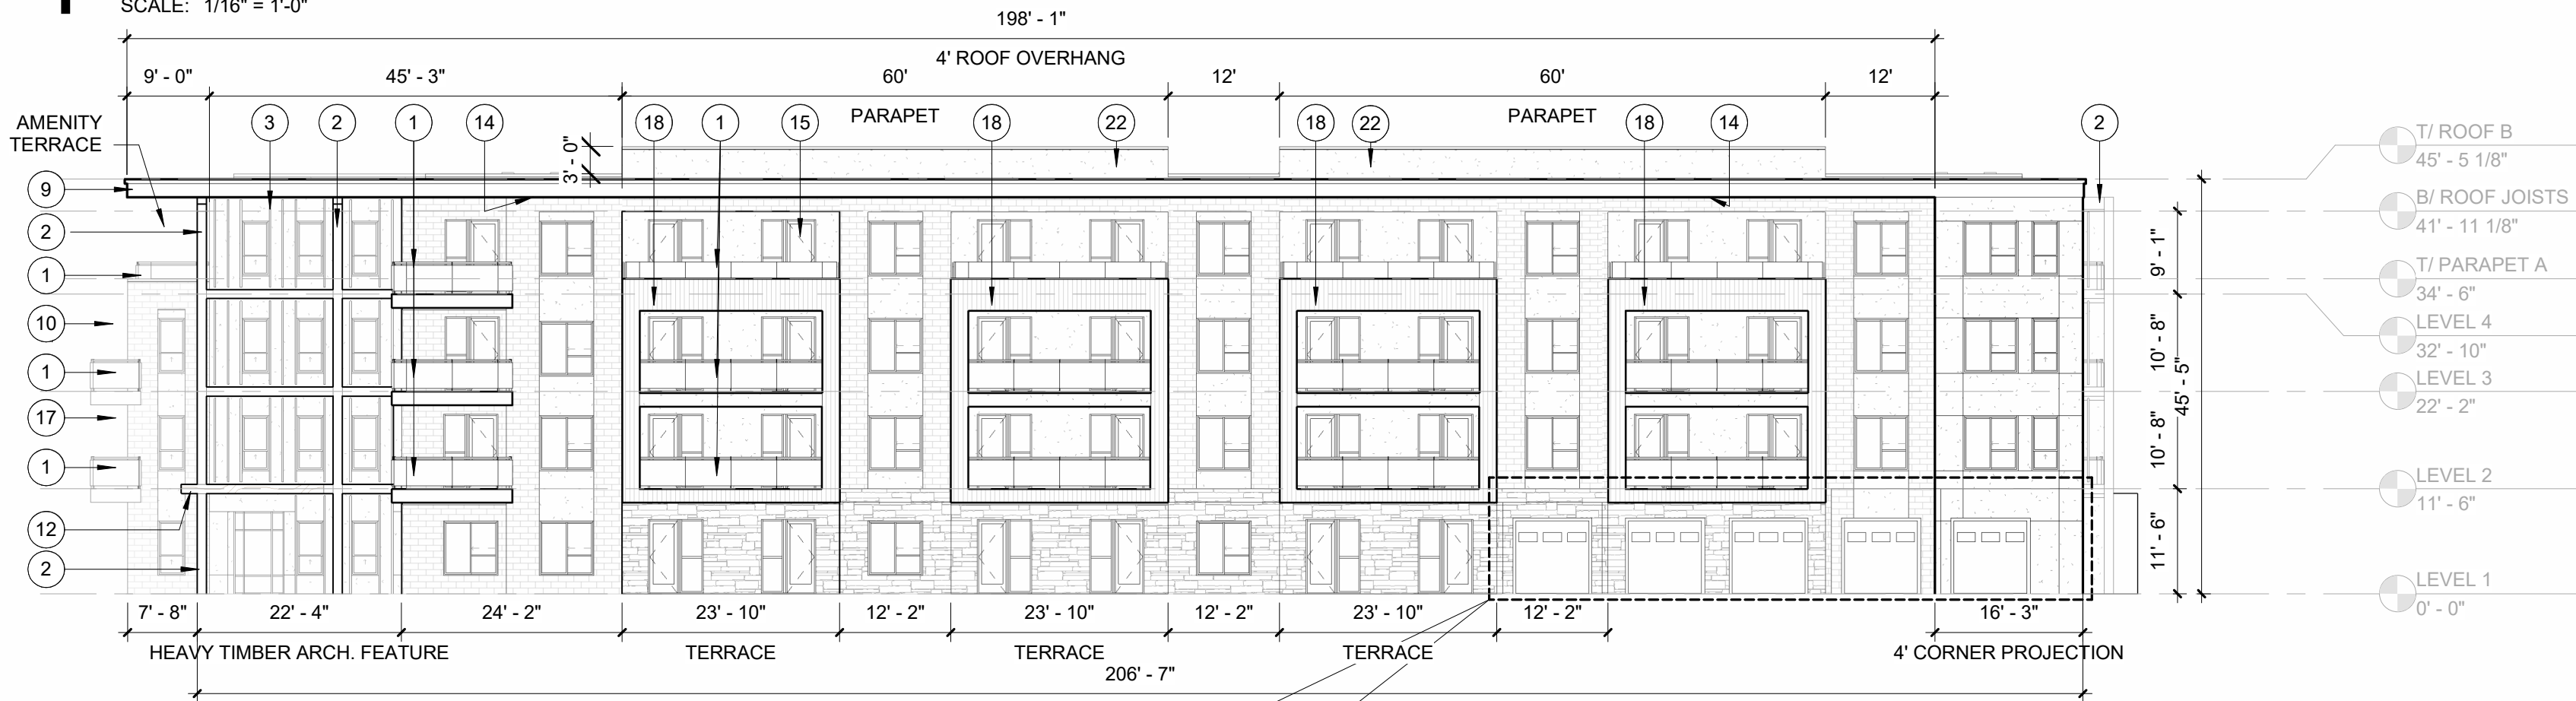 SCALE: 1/16" = 1'-0"
198' - 1"
4' ROOF OVERHANG
9' - 0" 45' - 3" 60' 12' 60' 12'
AMENITY
TERRACE
3 2 1 14 18 1 15 PARAPET 18 22 18 22 PARAPET 18 14 2
3' - 0"
T/ ROOF B
45' - 5 1/8"
9
B/ ROOF JOISTS
41' - 11 1/8"
2
9' - 1"
T/ PARAPET A
34' - 6"
1
10
LEVEL 4
32' - 10"
10' - 8"
1
LEVEL 3
22' - 2"
45' - 5"
17
10' - 8"
1
LEVEL 2
11' - 6"
12
11' - 6"
2
LEVEL 1
0' - 0"
7' - 8" 22' - 4" 24' - 2" 23' - 10" 12' - 2" 23' - 10" 12' - 2" 23' - 10" 12' - 2" 16' - 3"
HEAVY TIMBER ARCH. FEATURE TERRACE TERRACE TERRACE 4' CORNER PROJECTION
206' - 7"